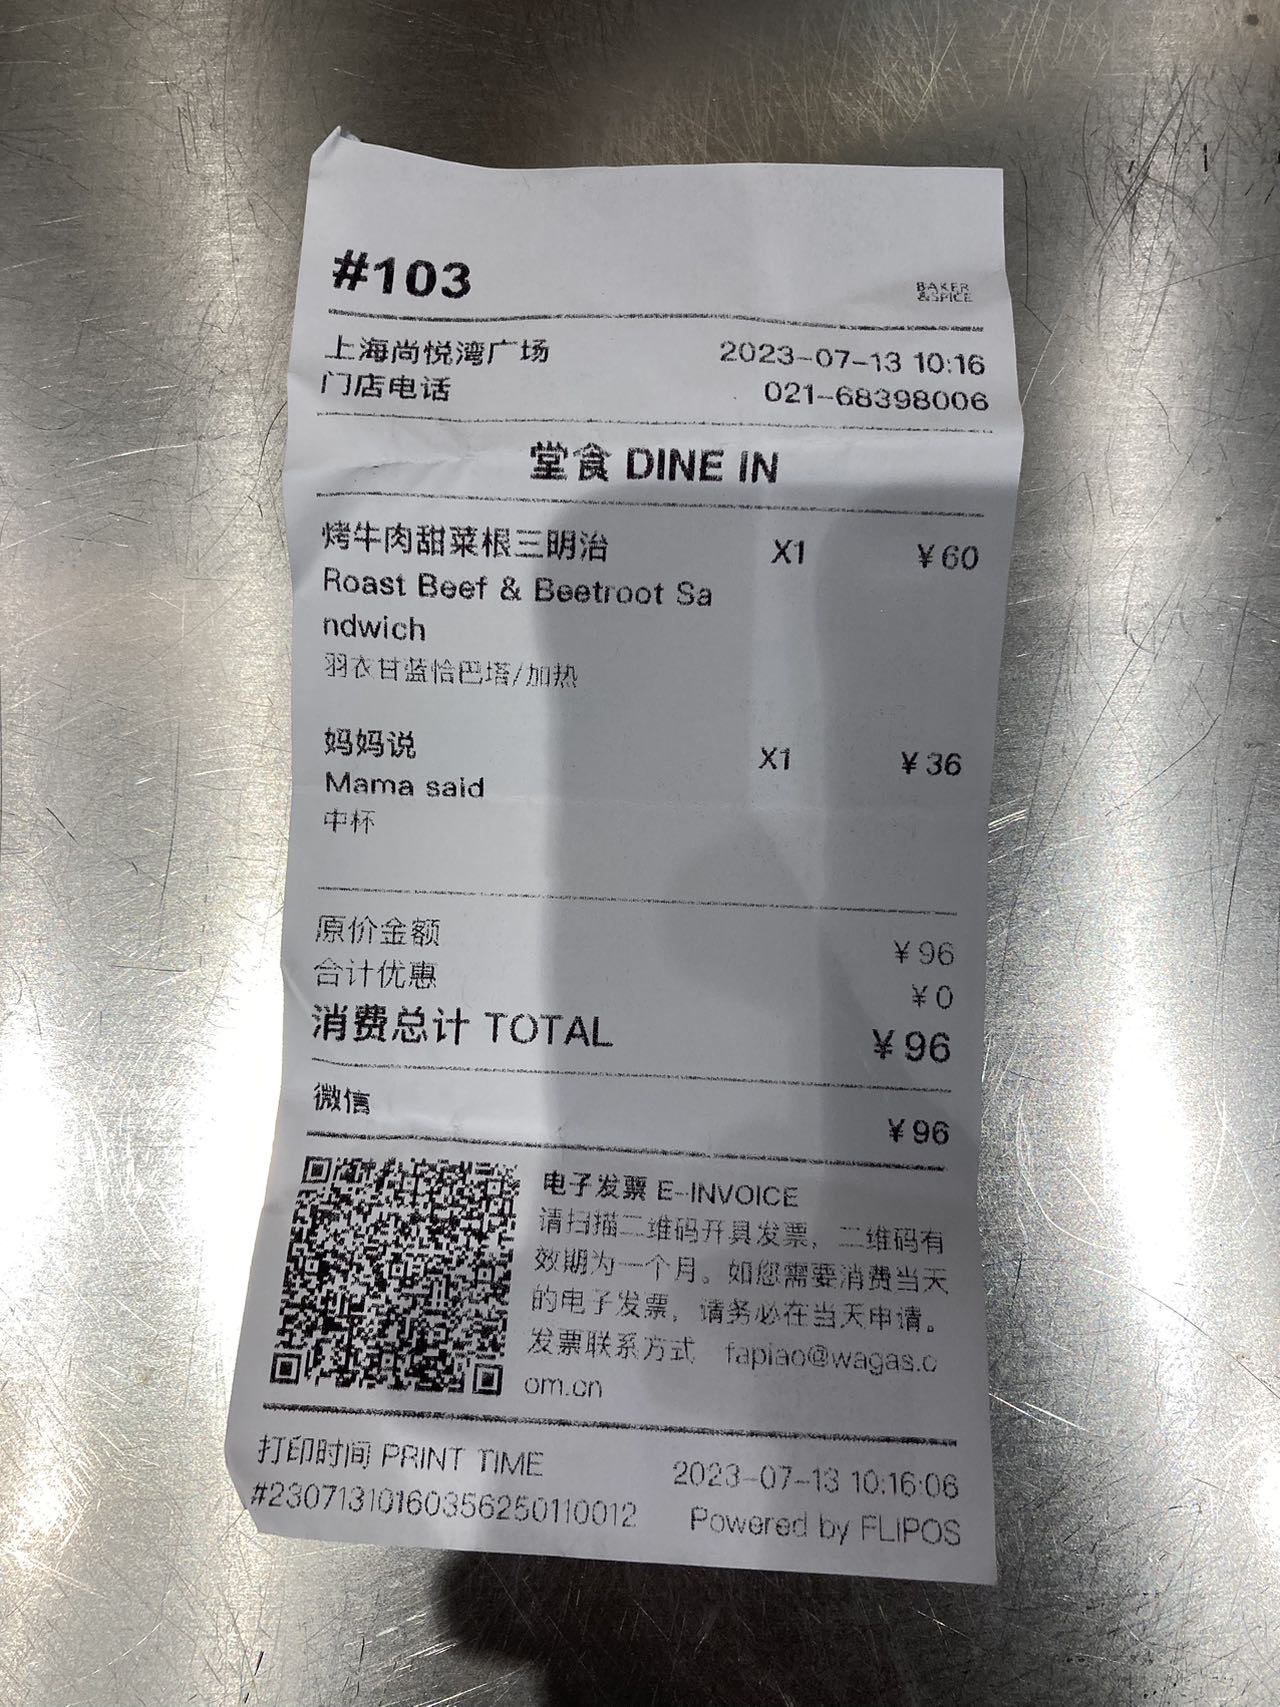 #103
BAKER
&SPICE
上海尚悦湾广场 2023-07-13 10:16
门店电话 021-68398006
堂食 DINE IN
烤牛肉甜菜根三明治 X1 ¥60
Roast Beef & Beetroot Sa
ndwich
羽衣甘蓝恰巴塔/加热
妈妈说 X1 ¥36
Mama said
中杯
原价金额 ¥96
合计优惠 ¥0
消费总计 TOTAL ¥96
微信 ¥96
电子发票 E-INVOICE
请扫描二维码开具发票，二维码有
效期为一个月。如您需要消费当天
的电子发票，请务必在当天申请。
发票联系方式 fapiao@wagas.c
om.cn
打印时间 PRINT TIME 2023-07-13 10:16:06
#23071310160356250110012 Powered by FLIPOS